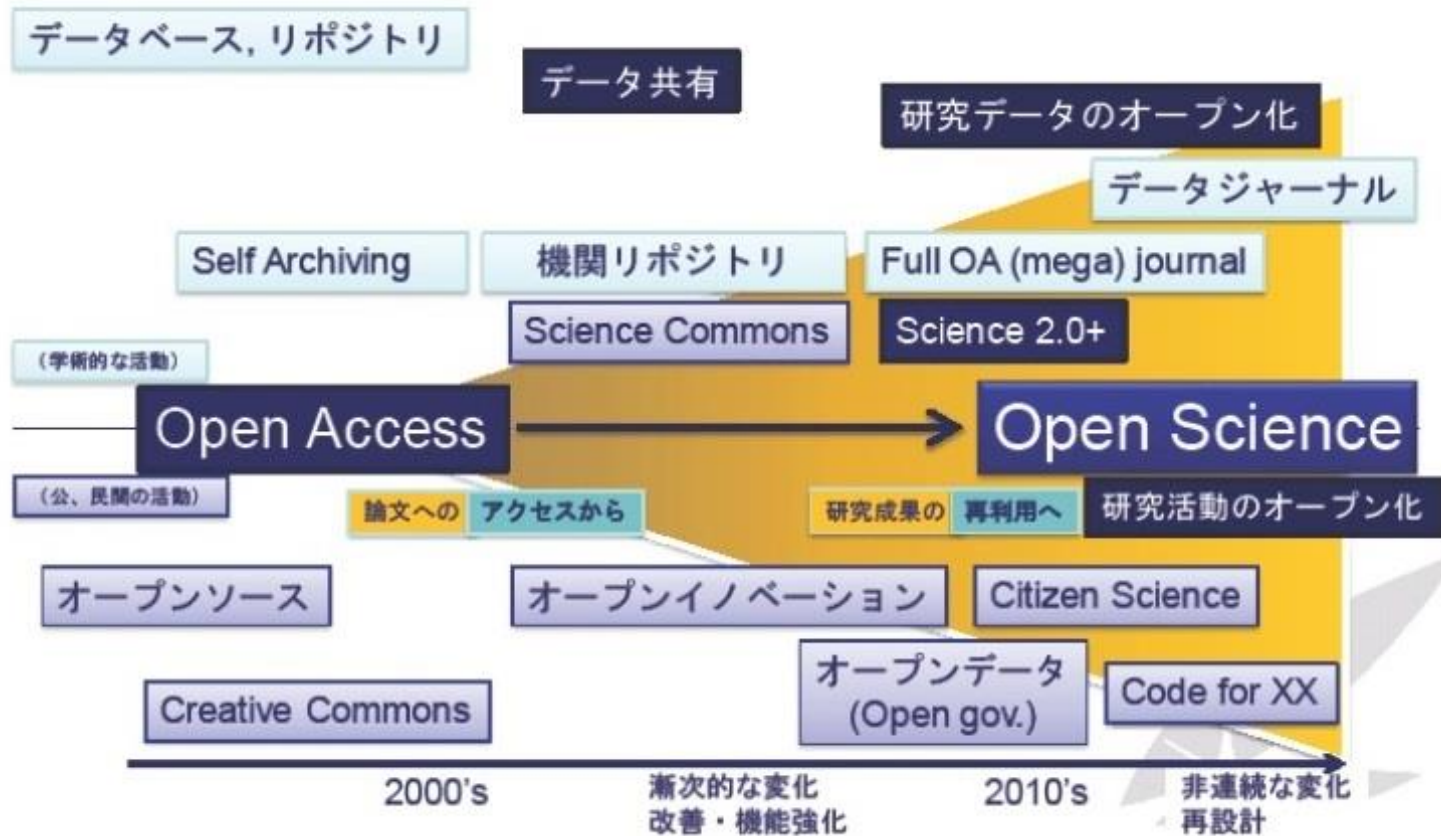 データベース, リポジトリ
データ共有
研究データのオープン化
データジャーナル
Self Archiving
機関リポジトリ
Full OA (mega) journal
Science Commons
Science 2.0+
（学術的な活動）
Open Access
Open Science
（公、民間の活動）
論文への アクセスから
研究成果の 再利用へ
研究活動のオープン化
オープンソース
オープンイノベーション
Citizen Science
オープンデータ
(Open gov.)
Code for XX
Creative Commons
2000's
漸次的な変化
改善・機能強化
2010's
非連続な変化
再設計